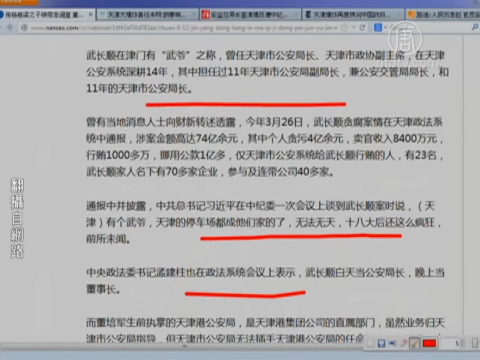 武长顺在津门有“武爷”之称，曾任天津市公安局长、天津市政协副主席，在天津
公安系统深耕14年，其中担任过11年天津市公安局副局长，兼公安交管局局长，和
11年的天津市公安局长。
曾有当地消息人士向财新转述透露，今年3月26日，武长顺贪腐案情在天津政法系
统中通报，涉案金额高达74亿余元，其中个人贪污4亿余元，卖官收入8400万元，
行贿1000多万，挪用公款1亿多，仅天津市公安系统给武长顺行贿的人，有23名，
武长顺家人名下有70多家企业，参与及连带公司40多家。
通报中并披露，中共总书记习近平在中纪委一次会议上谈到武长顺案时说，（天
津）有个武爷，天津的停车场都成他们家的了，无法无天，十八大后还这么疯狂，
前所未闻。
中央政法委书记孟建柱也在政法系统会议上表示，武长顺白天当公安局长，晚上当
董事长。
而董培军生前执掌的天津港公安局，是天津港集团公司的直属部门，虽然业务归天
翻攝自網路